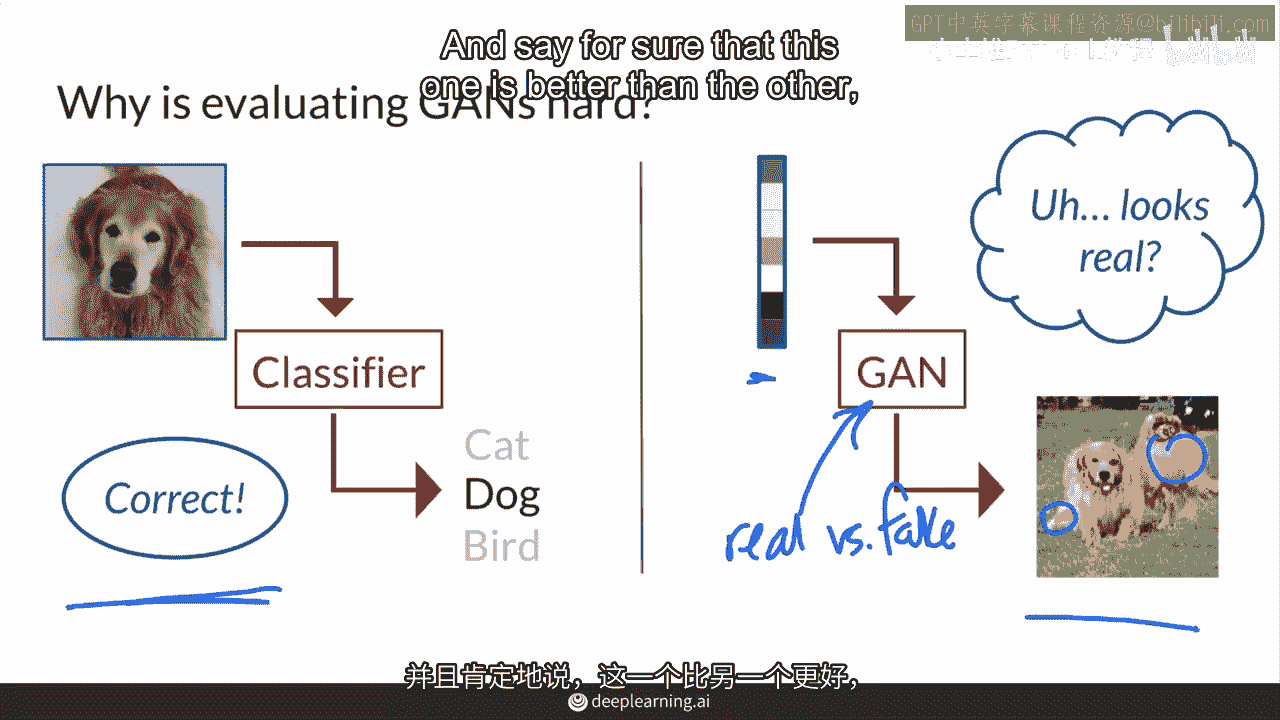 GPT中英字幕课程资源@bilibili.com
And say for sure that this
one is better than the other,
Why is evaluating GANs hard?
Classifier
Correct!
Cat
Dog
Bird
Uh... looks
real?
GAN
real vs. fake
并且肯定地说，这一个比另一个更好，
deeplearning.ai